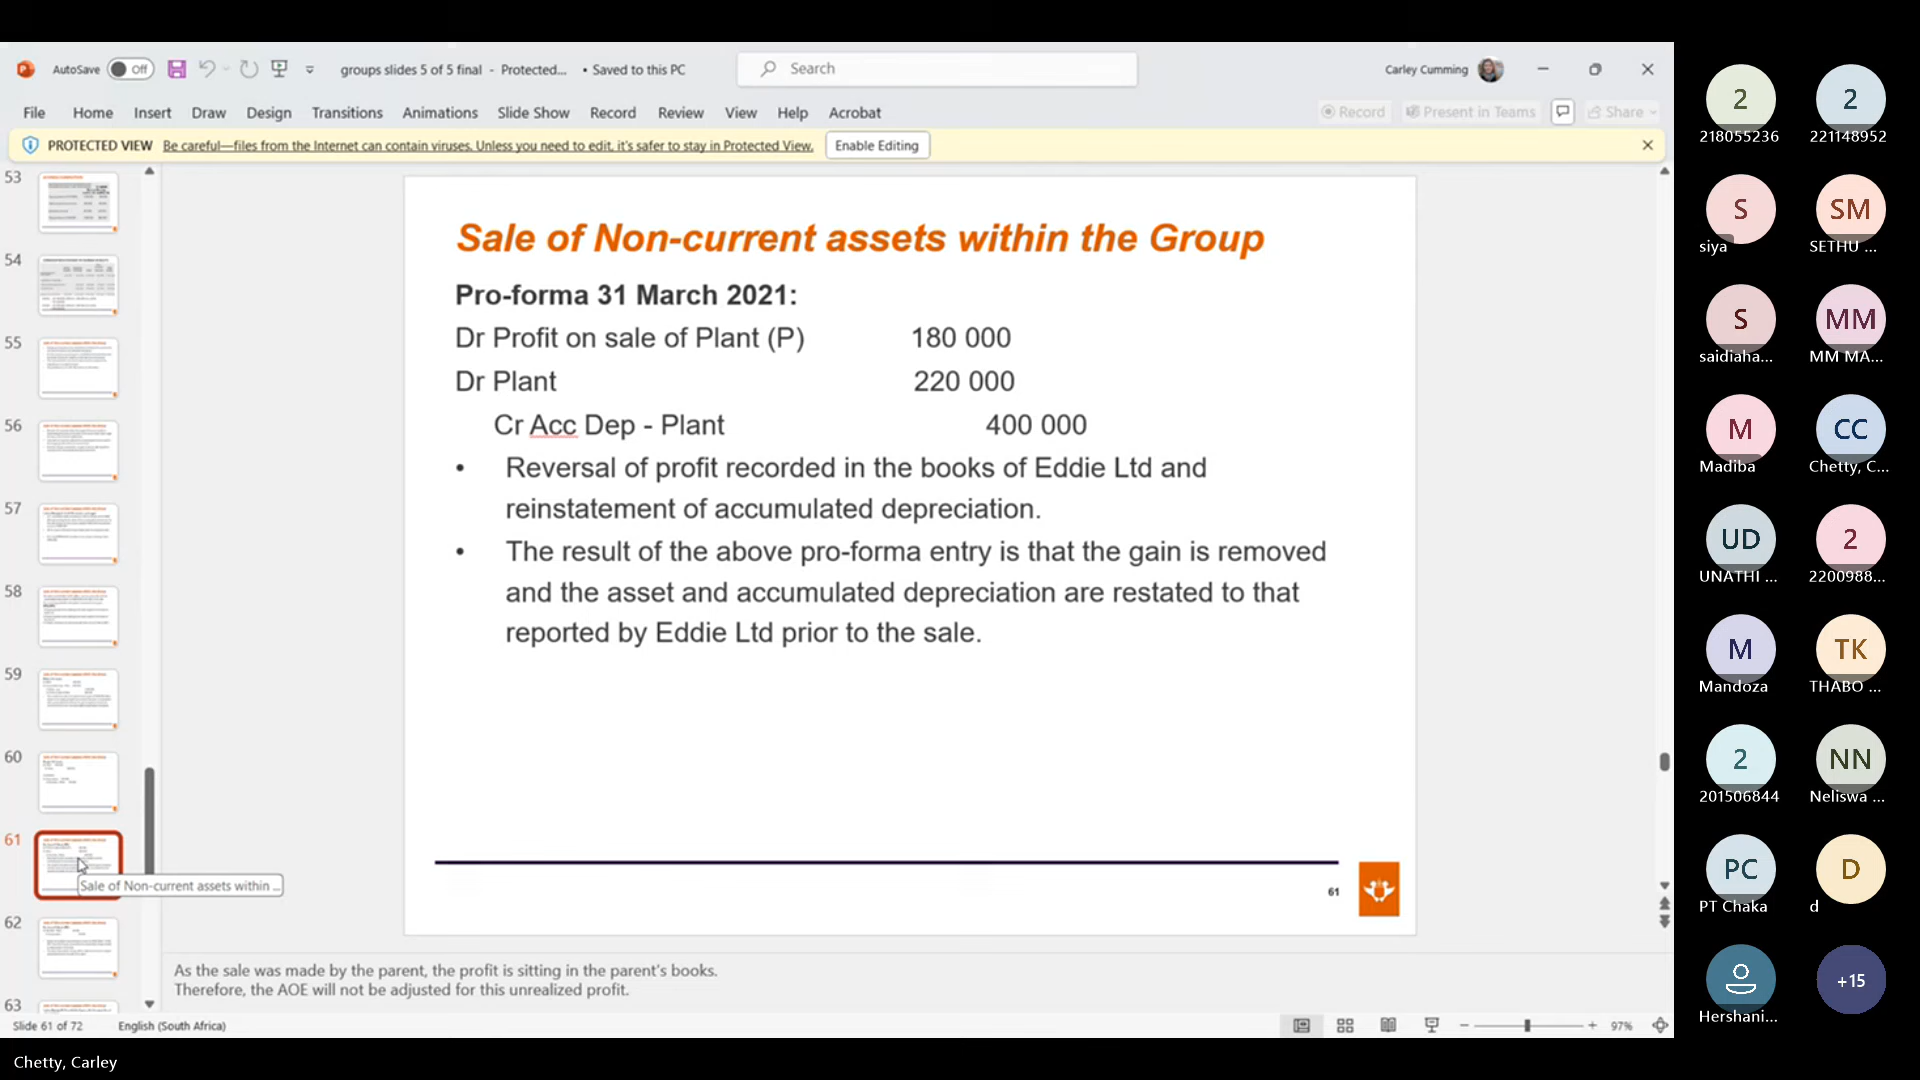 AutoSave Off groups slides 5 of 5 final - Protected... • Saved to this PC Search Carley Cumming
File Home Insert Draw Design Transitions Animations Slide Show Record Review View Help Acrobat Record Present in Teams Share
PROTECTED VIEW Be careful—files from the Internet can contain viruses. Unless you need to edit, it's safer to stay in Protected View. Enable Editing
53
54
55
56
57
58
59
60
61
Sale of Non-current assets within ...
62
63
Sale of Non-current assets within the Group
Pro-forma 31 March 2021:
Dr Profit on sale of Plant (P) 180 000
Dr Plant 220 000
Cr Acc Dep - Plant 400 000
• Reversal of profit recorded in the books of Eddie Ltd and
reinstatement of accumulated depreciation.
• The result of the above pro-forma entry is that the gain is removed
and the asset and accumulated depreciation are restated to that
reported by Eddie Ltd prior to the sale.
61
As the sale was made by the parent, the profit is sitting in the parent's books.
Therefore, the AOE will not be adjusted for this unrealized profit.
Slide 61 of 72 English (South Africa) 97%
Chetty, Carley
2 2
218055236 221148952
S SM
siya SETHU ...
S MM
saidiaha... MM MA...
M CC
Madiba Chetty, C...
UD 2
UNATHI ... 2200988...
M TK
Mandoza THABO ...
2 NN
201506844 Neliswa ...
PC D
PT Chaka d
+15
Hershani...